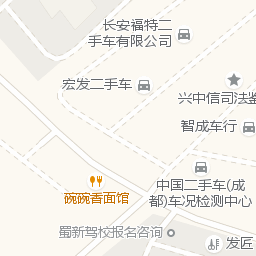 长安福特二
手车有限公司
宏发二手车
兴中信司法鉴
智成车行
中国二手车(成
都)车况检测中心
碗碗香面馆
蜀新驾校报名咨询
发匠